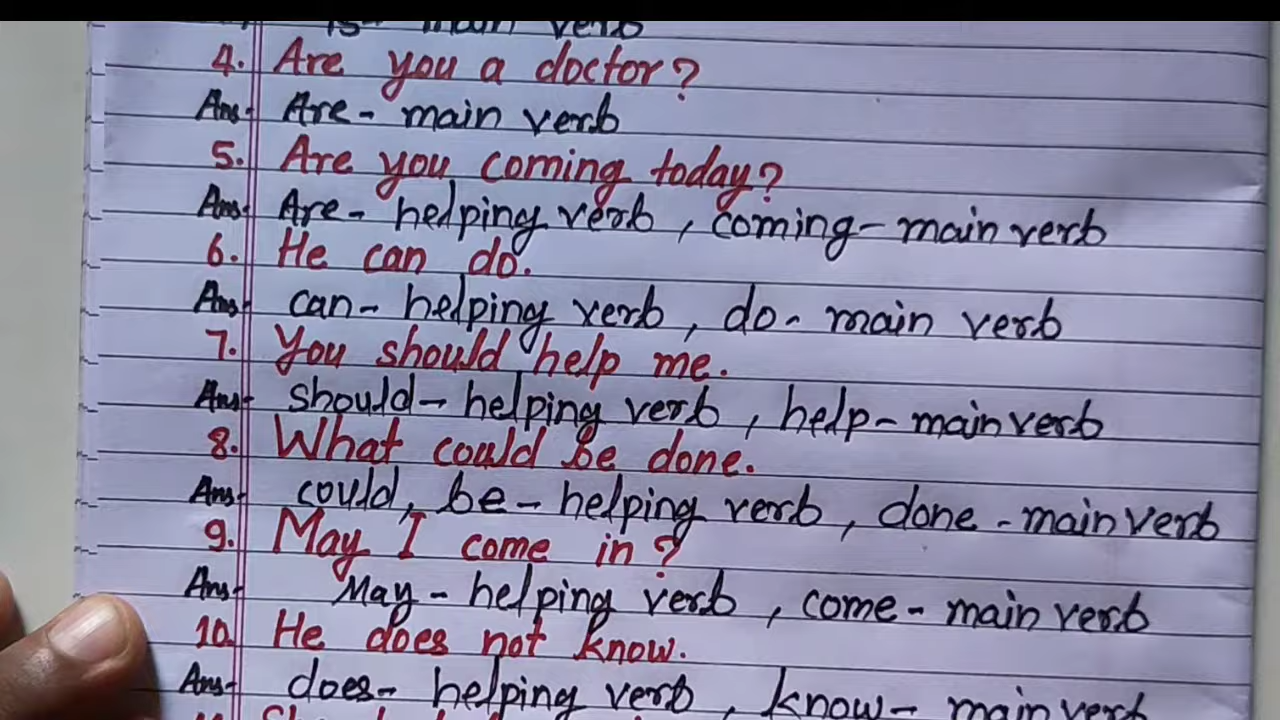 is- main verb
4. Are you a doctor?
Ans- Are - main verb
5. Are you coming today?
Ans- Are - helping verb, coming - main verb
6. He can do.
Ans- can - helping verb, do - main verb
7. You should help me.
Ans- should - helping verb, help - main verb
8. What could be done.
Ans- could, be - helping verb, done - main verb
9. May I come in?
Ans- May - helping verb, come - main verb
10. He does not know.
Ans- does - helping verb, know - main verb